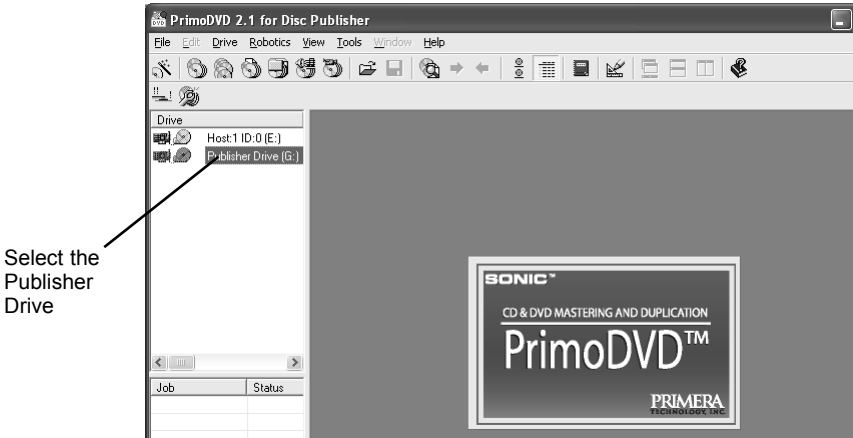 PrimoDVD 2.1 for Disc Publisher
File Edit Drive Robotics View Tools Window Help
Drive
Host:1 ID:0 (E:)
Publisher Drive (G:)
Select the
Publisher
Drive
Job Status
SONIC™
CD & DVD MASTERING AND DUPLICATION
PrimoDVD™
PRIMERA
TECHNOLOGY, INC.